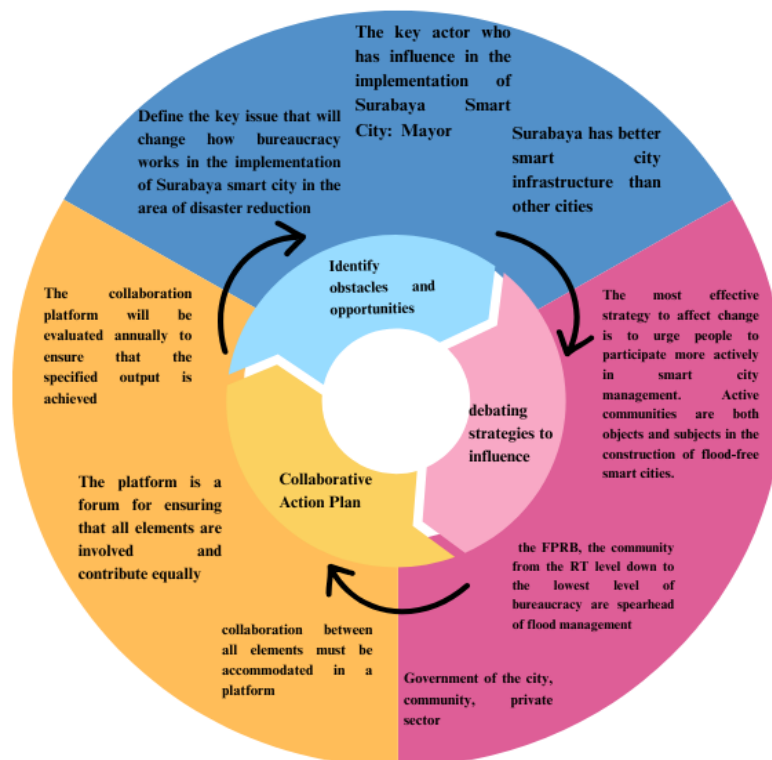 The key actor who
has influence in the
implementation of
Surabaya Smart
City: Mayor
Define the key issue that will
change how bureaucracy
works in the implementation
of Surabaya smart city in the
area of disaster reduction
Surabaya has better
smart city
infrastructure than
other cities
Identify
obstacles and
opportunities
The collaboration
platform will be
evaluated annually to
ensure that the
specified output is
achieved
The most effective
strategy to affect change
is to urge people to
participate more actively
in smart city
management. Active
communities are both
objects and subjects in the
construction of flood-free
smart cities.
debating
strategies to
influence
Collaborative
Action Plan
The platform is a
forum for ensuring
that all elements are
involved and
contribute equally
the FPRB, the community
from the RT level down to
the lowest level of
bureaucracy are spearhead
of flood management
collaboration between
all elements must be
accommodated in a
platform
Government of the city,
community, private
sector